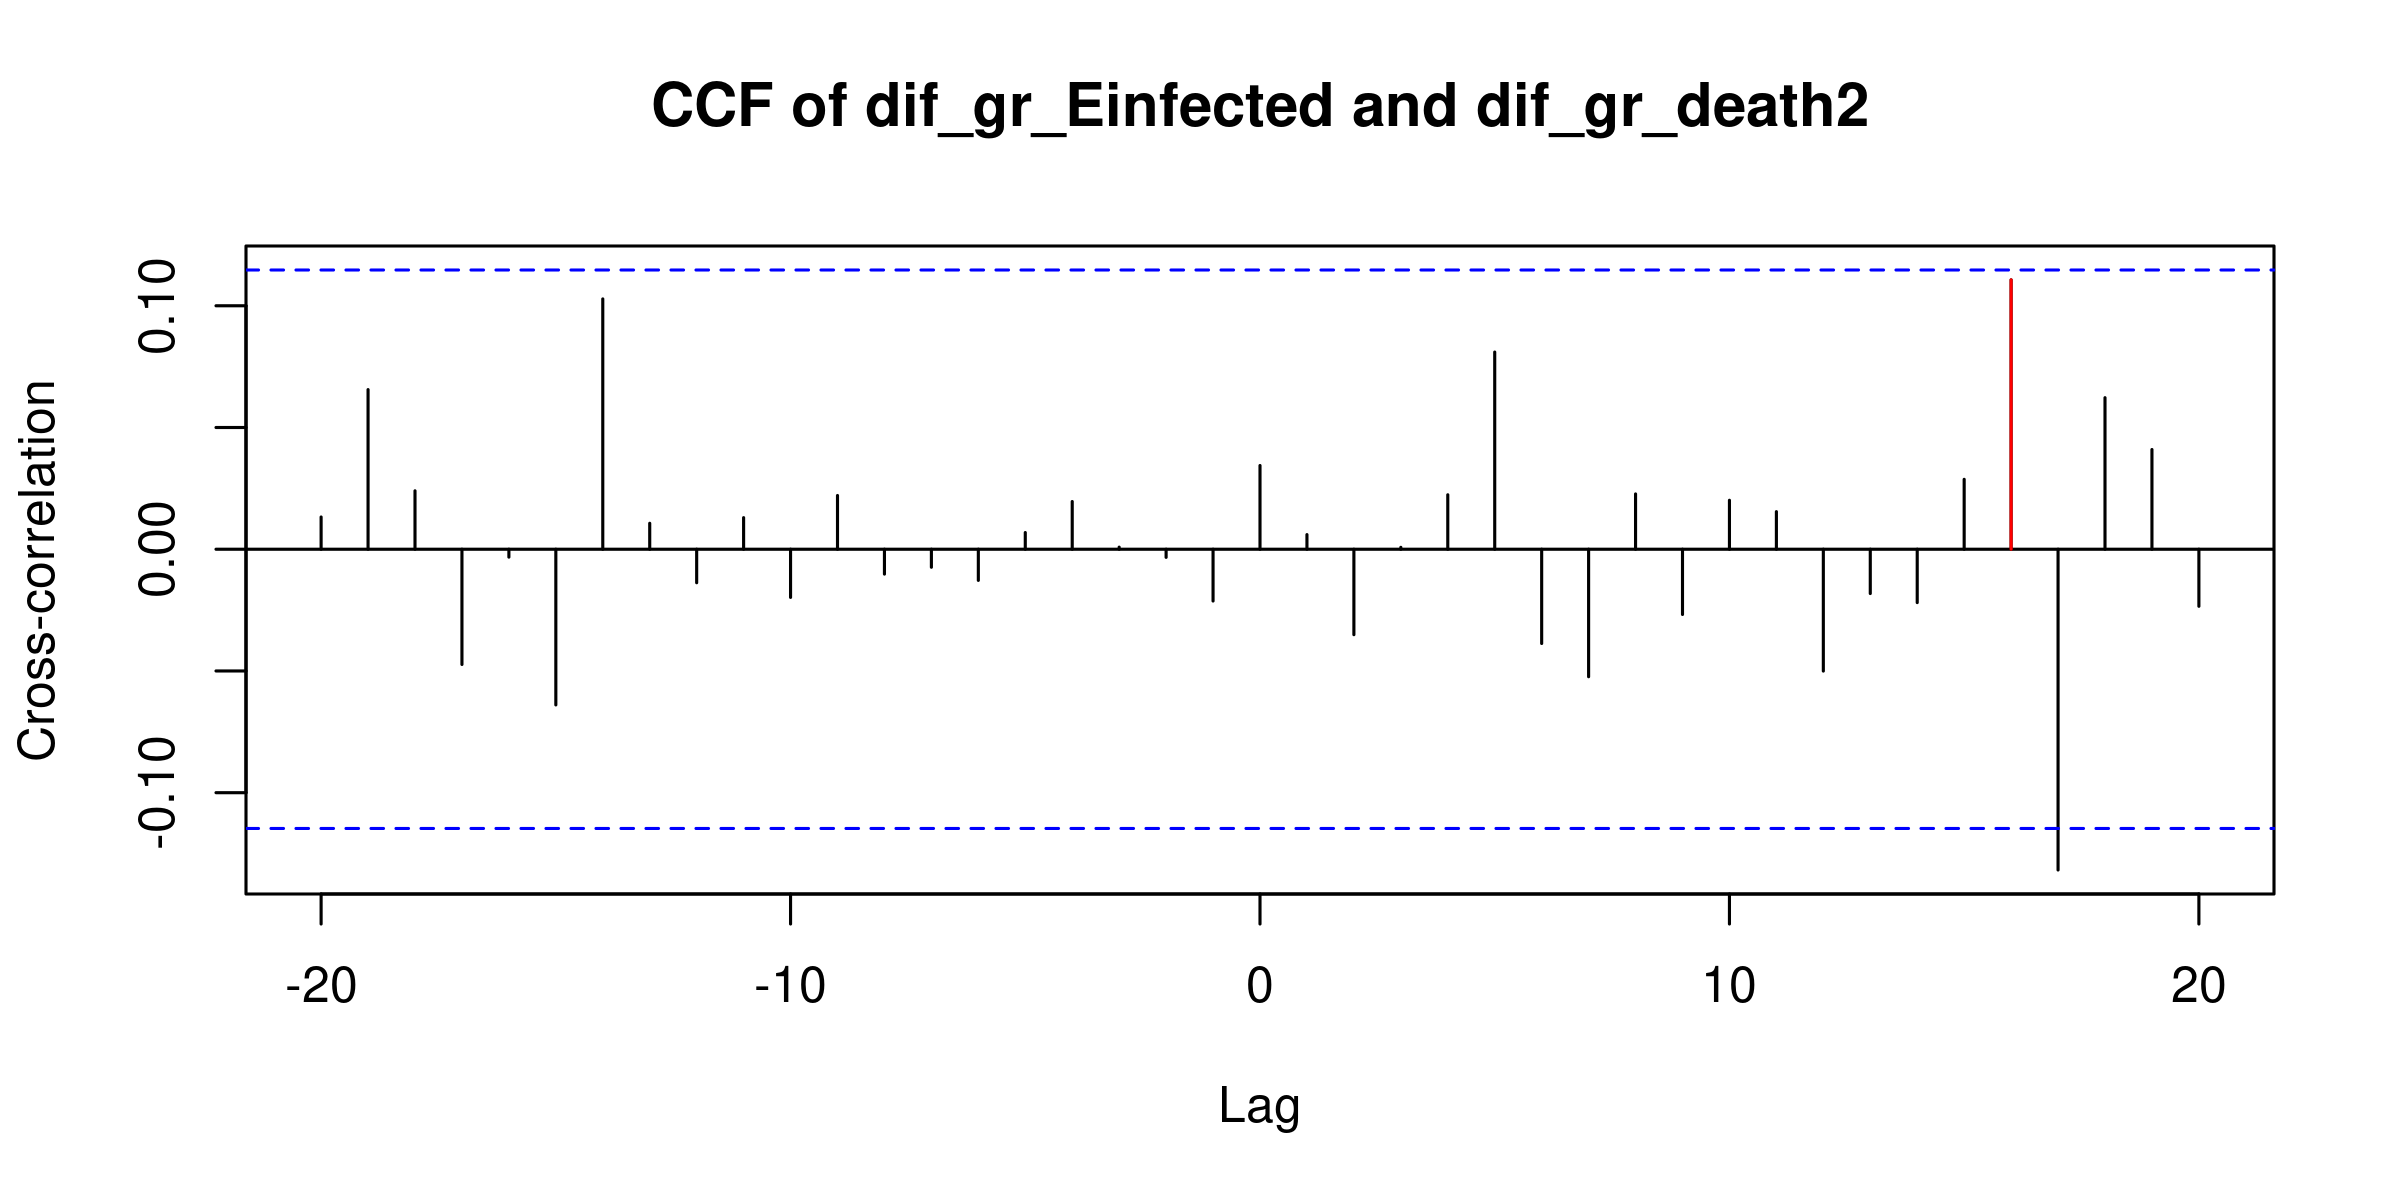 CCF of dif_gr_Einfected and dif_gr_death2
Cross-correlation
0.10
0.00
-0.10
-20 -10 0 10 20
Lag